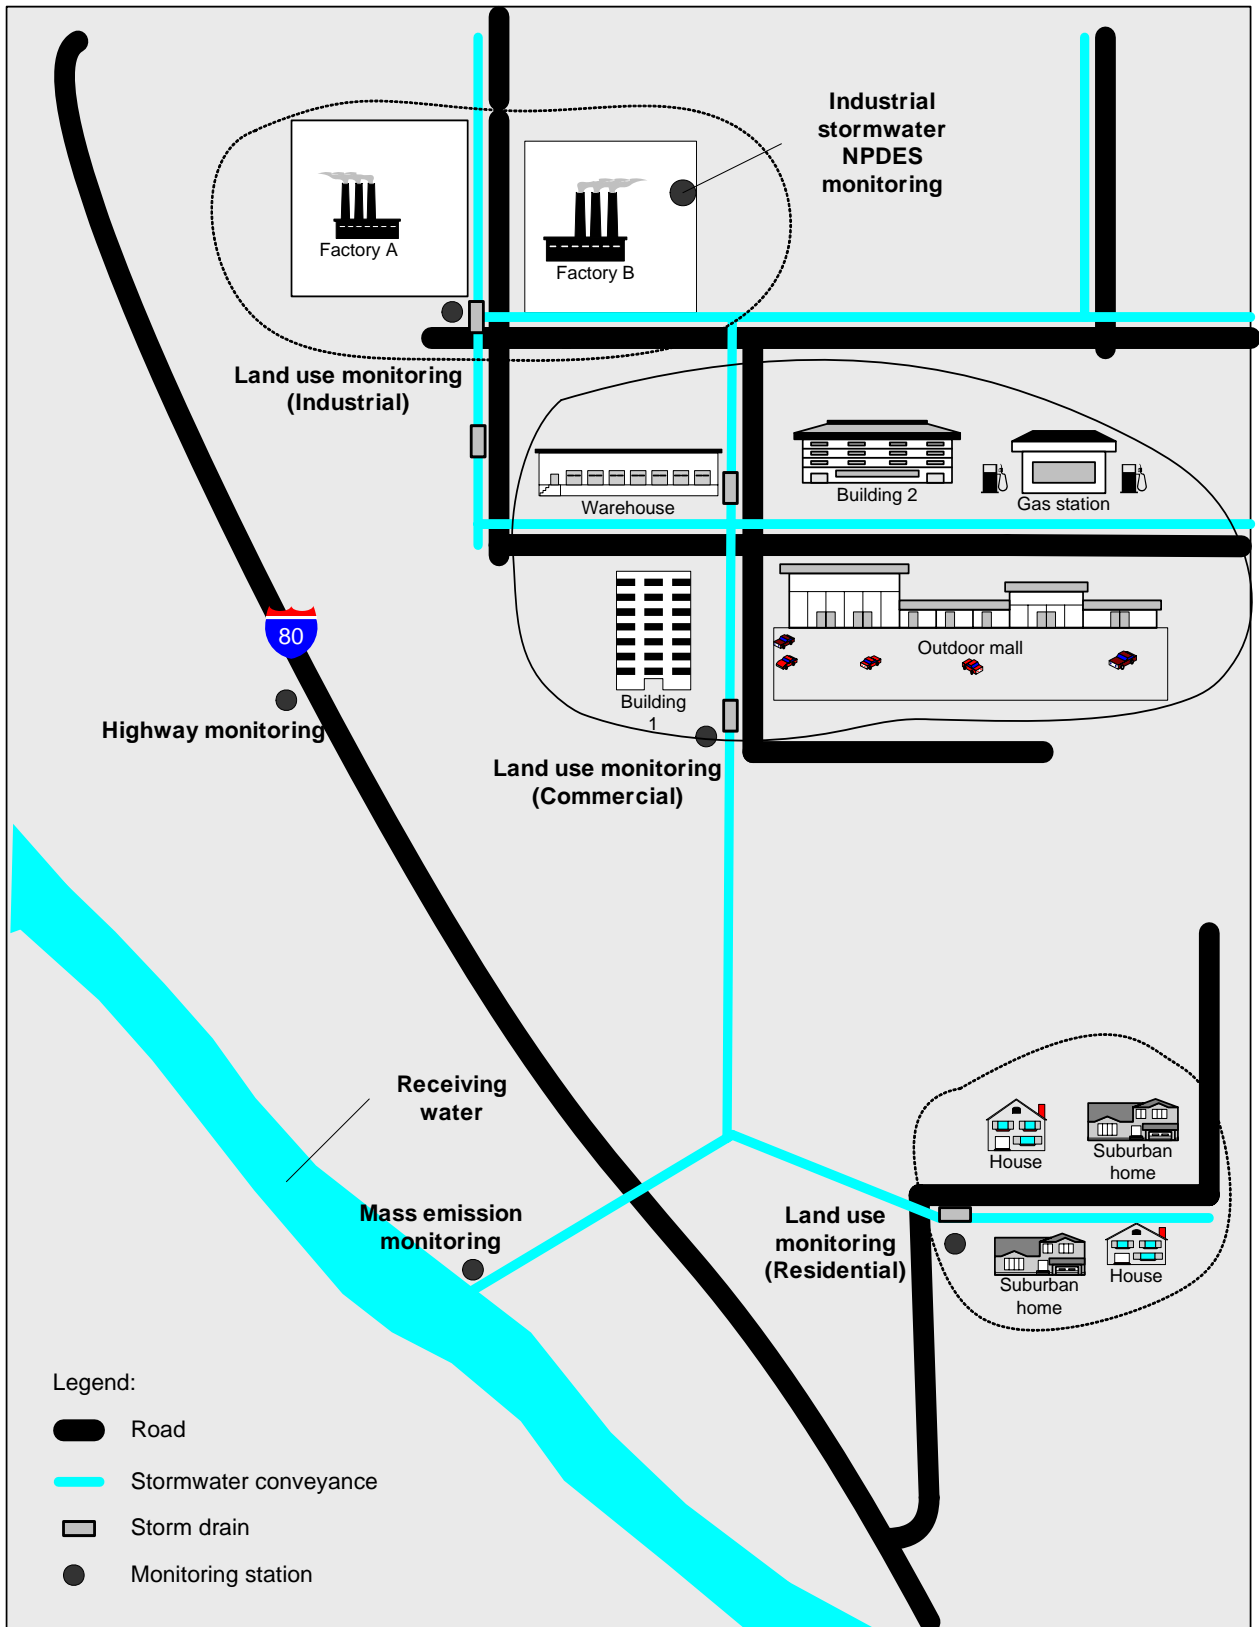 Industrial
stormwater
NPDES
monitoring
Factory A
Factory B
Land use monitoring
(Industrial)
Warehouse
Building 2
Gas station
80
Outdoor mall
Building
1
Highway monitoring
Land use monitoring
(Commercial)
Receiving
water
House
Suburban
home
Mass emission
monitoring
Land use
monitoring
(Residential)
House
Suburban
home
Legend:
Road
Stormwater conveyance
Storm drain
Monitoring station